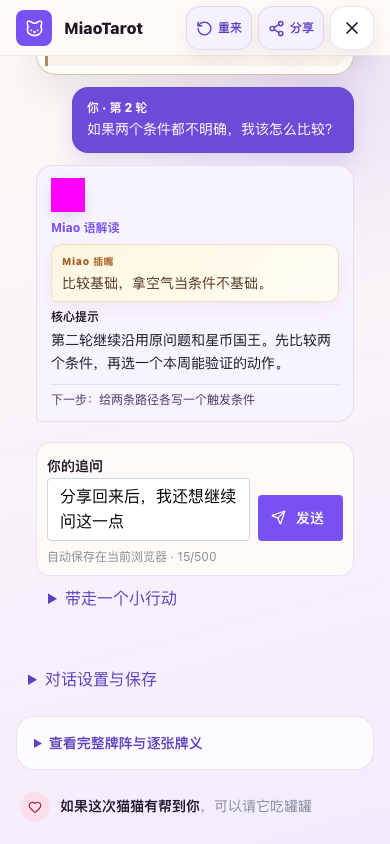 MiaoTarot
重来
分享
你 · 第 2 轮
如果两个条件都不明确，我该怎么比较？
Miao 语解读
Miao 插嘴
比较基础，拿空气当条件不基础。
核心提示
第二轮继续沿用原问题和星币国王。先比较两
个条件，再选一个本周能验证的动作。
下一步：给两条路径各写一个触发条件
你的追问
分享回来后，我还想继续
问这一点
发送
自动保存在当前浏览器 · 15/500
带走一个小行动
对话设置与保存
查看完整牌阵与逐张牌义
如果这次猫猫有帮到你，可以请它吃罐罐